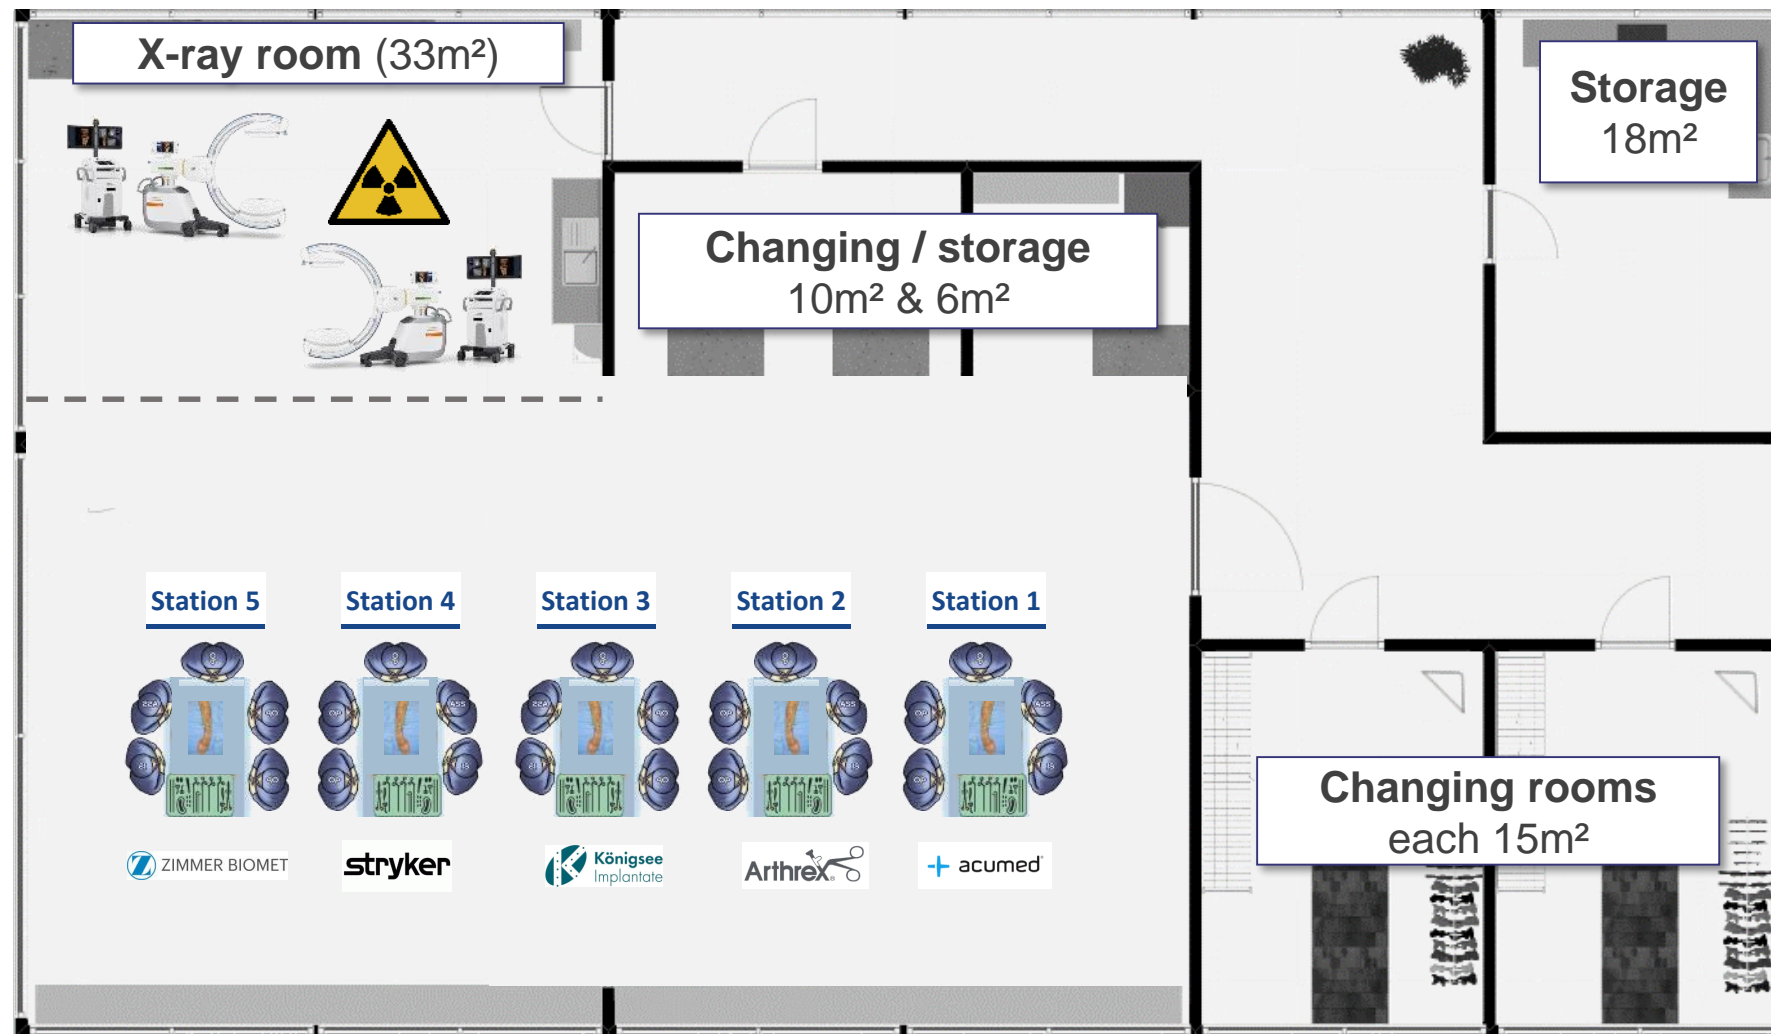 X-ray room (33m²)
Storage
18m²
Changing / storage
10m² & 6m²
Station 5
Station 4
Station 3
Station 2
Station 1
ZIMMER BIOMET
stryker
Königsee
Implantate
Arthrex®
acumed®
Changing rooms
each 15m²